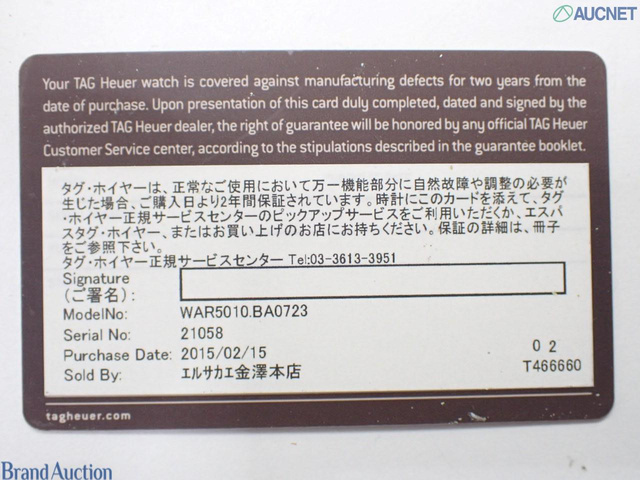 AUCNET
Your TAG Heuer watch is covered against manufacturing defects for two years from the
date of purchase. Upon presentation of this card duly completed, dated and signed by the
authorized TAG Heuer dealer, the right of guarantee will be honored by any official TAG Heuer
Customer Service center, according to the stipulations described in the guarantee booklet.
タグ・ホイヤーは、正常なご使用において万一機能部分に自然故障や調整の必要が
生じた場合、ご購入日より2年間保証されています。時計にこのカードを添えて、タグ
・ホイヤー正規サービスセンターのピックアップサービスをご利用いただくか、エスパ
スタグ・ホイヤー、またはお買い上げのお店にお持ちください。保証の詳細は、冊子
をご参照下さい。
タグ・ホイヤー正規サービスセンター Tel:03-3613-3951
Signature
(ご署名):
ModelNo: WAR5010.BA0723
Serial No: 21058
Purchase Date: 2015/02/15 02
Sold By: エルサカエ金澤本店 T466660
tagheuer.com
Brand Auction